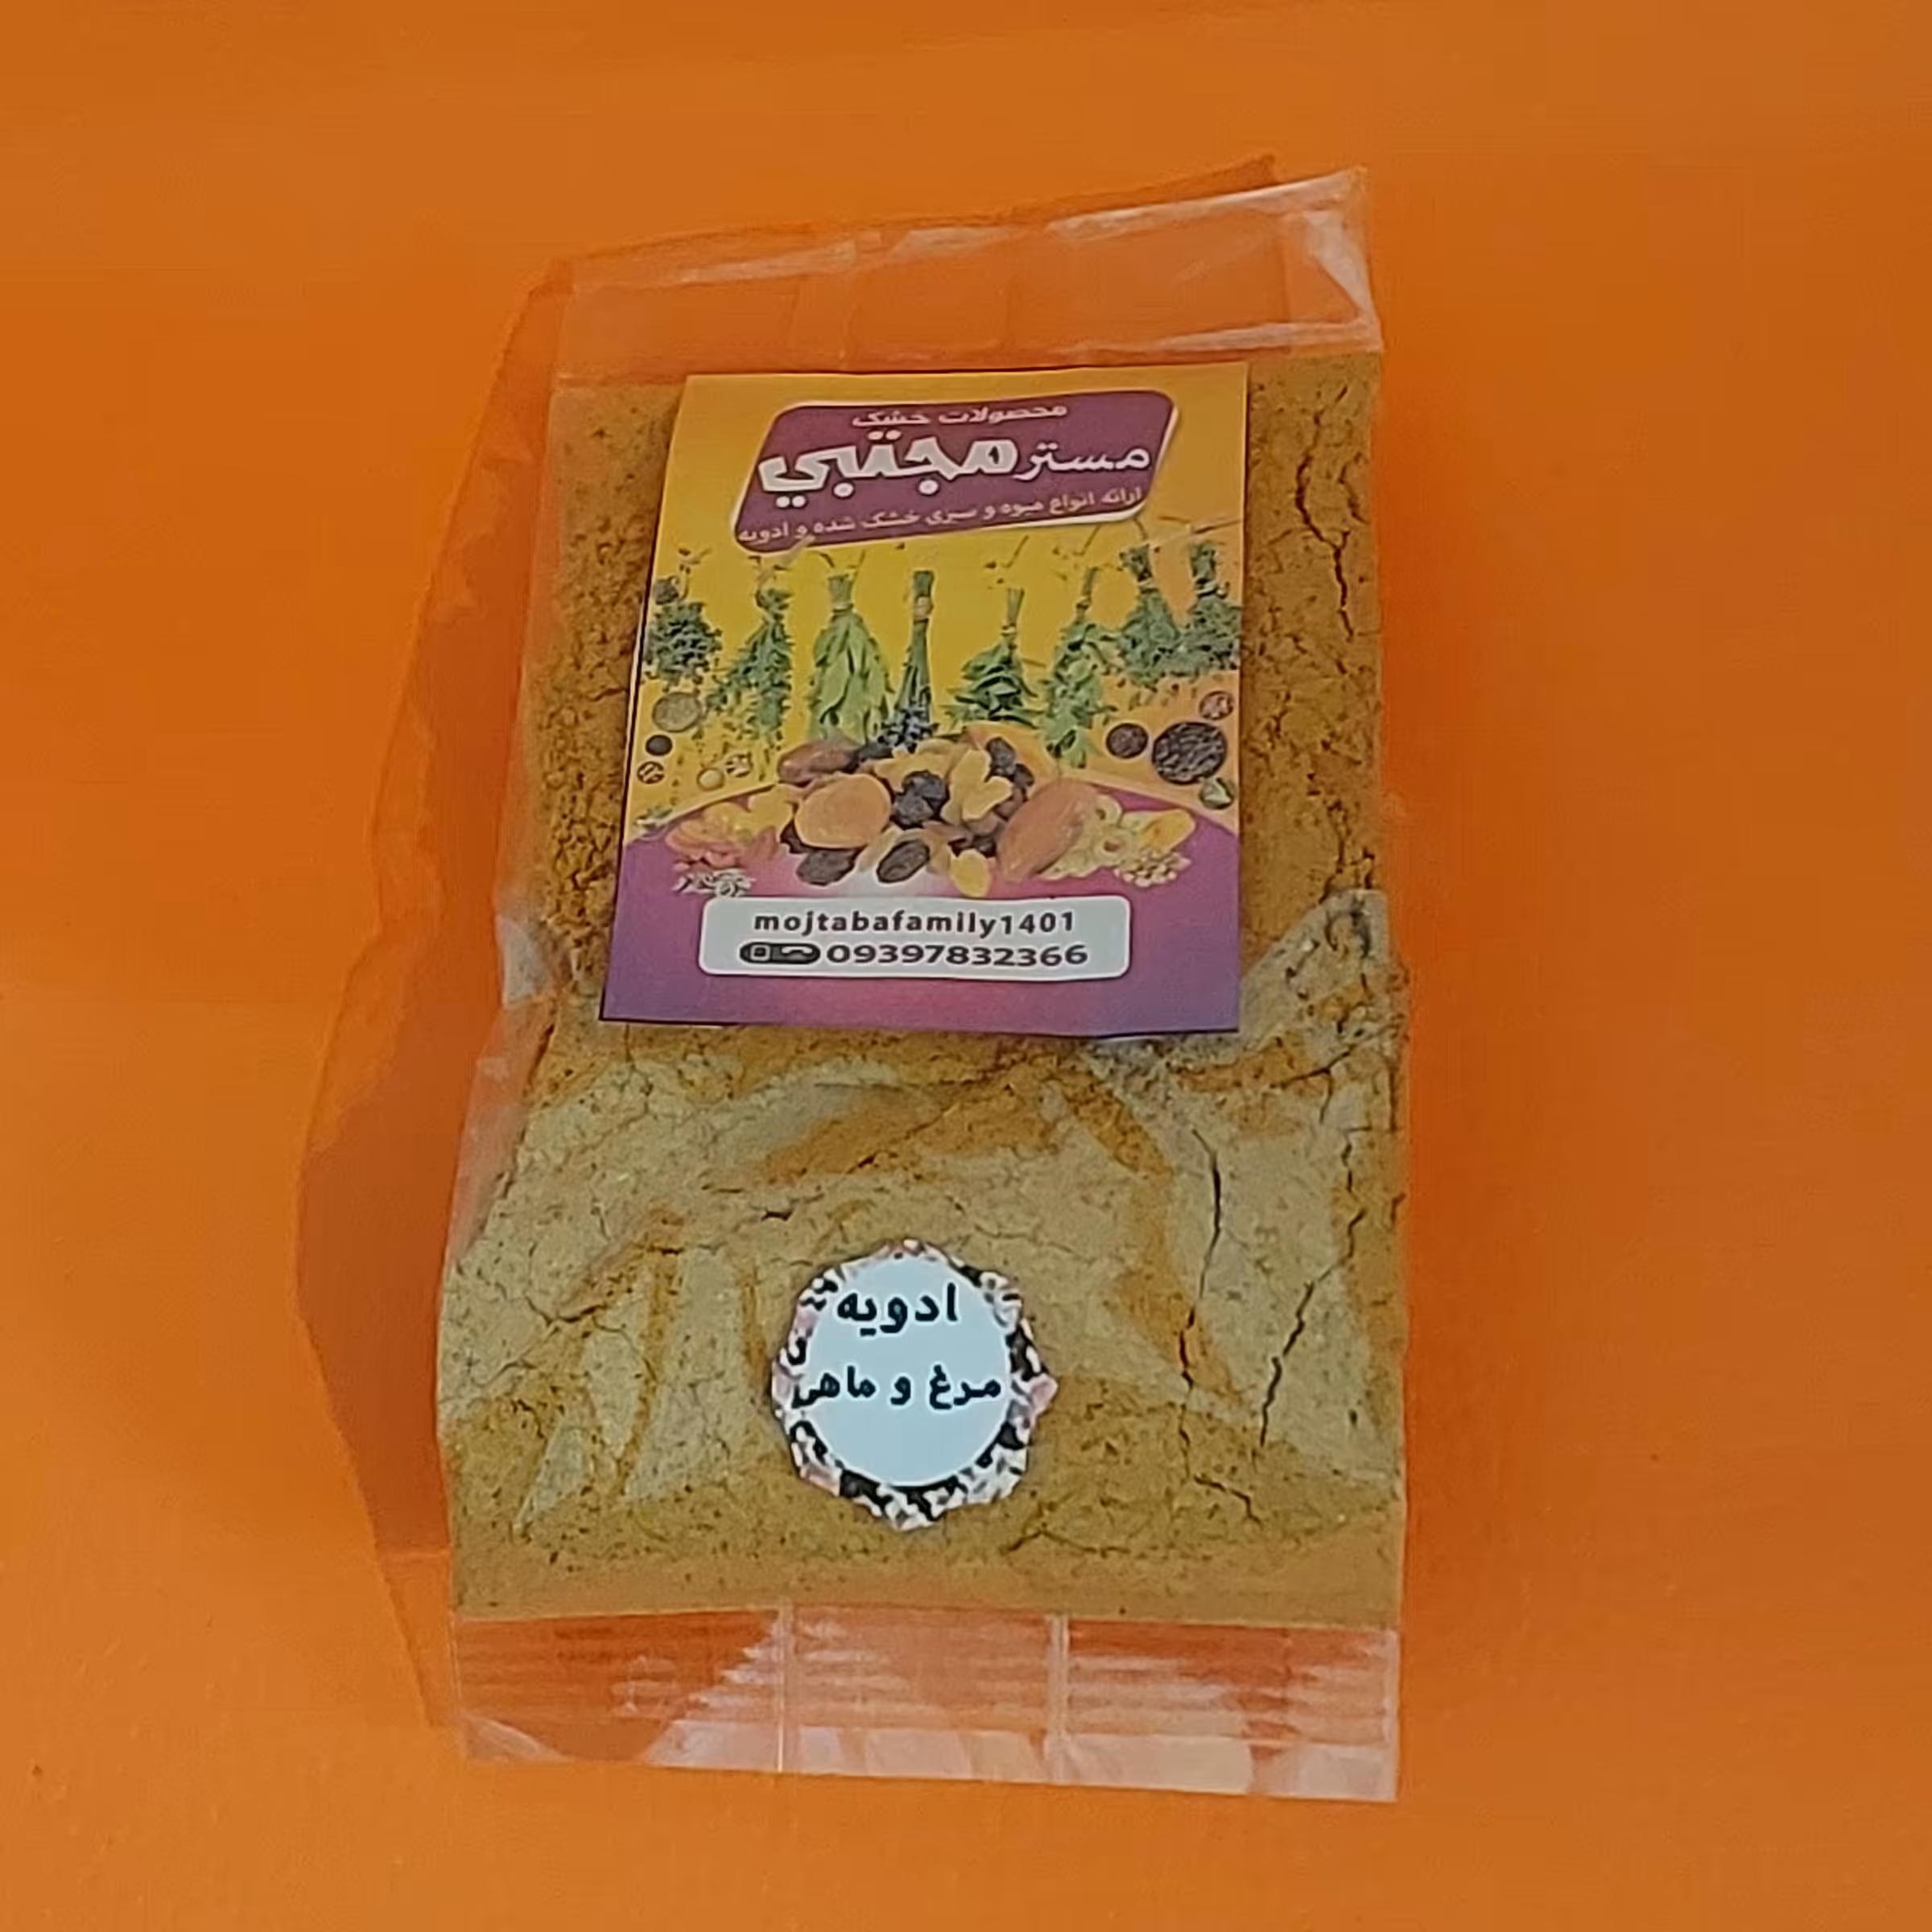 محصولات خشک
مستر مجتبي
ارائه انواع میوه و سبزی خشک شده و ادویه
mojtabafamily1401
09397832366
ادویه
مرغ و ماهی